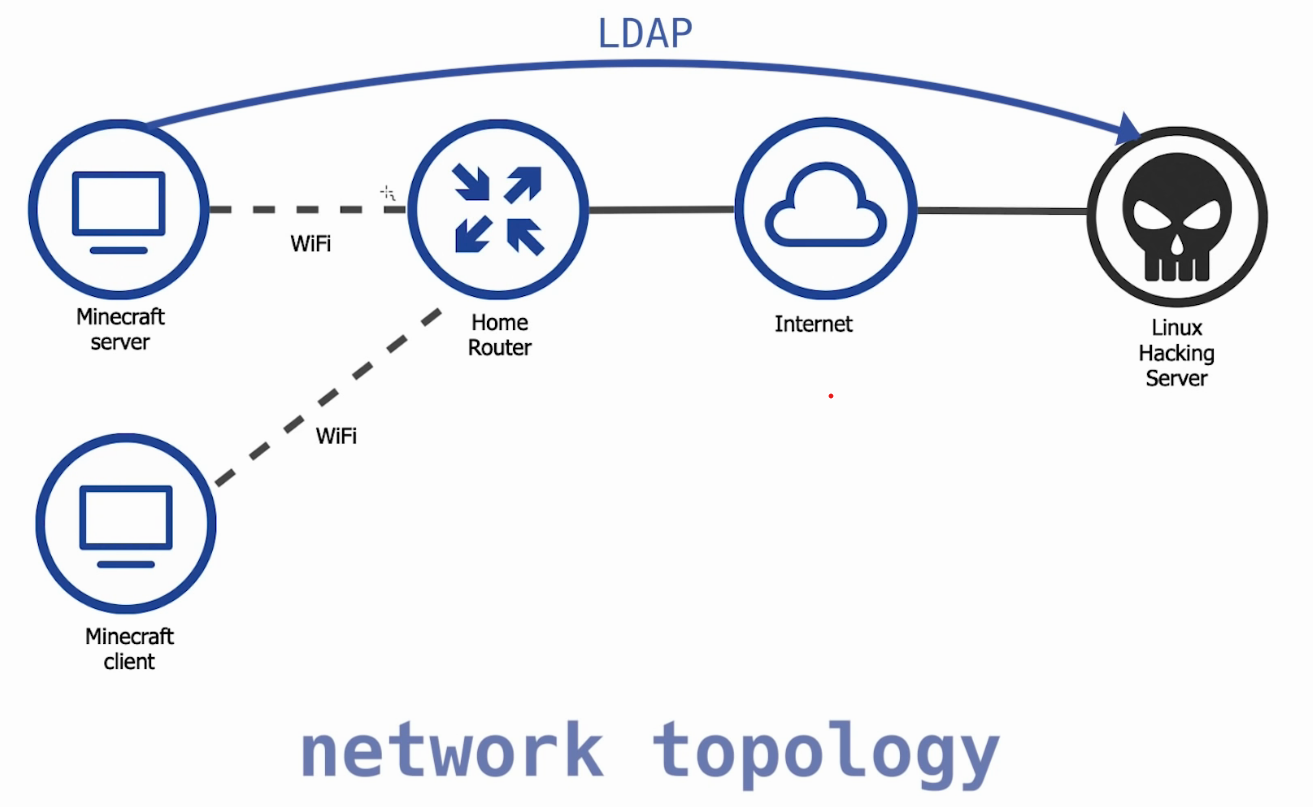 LDAP
WiFi
Minecraft
server
Home
Router
Internet
Linux
Hacking
Server
WiFi
Minecraft
client
network topology